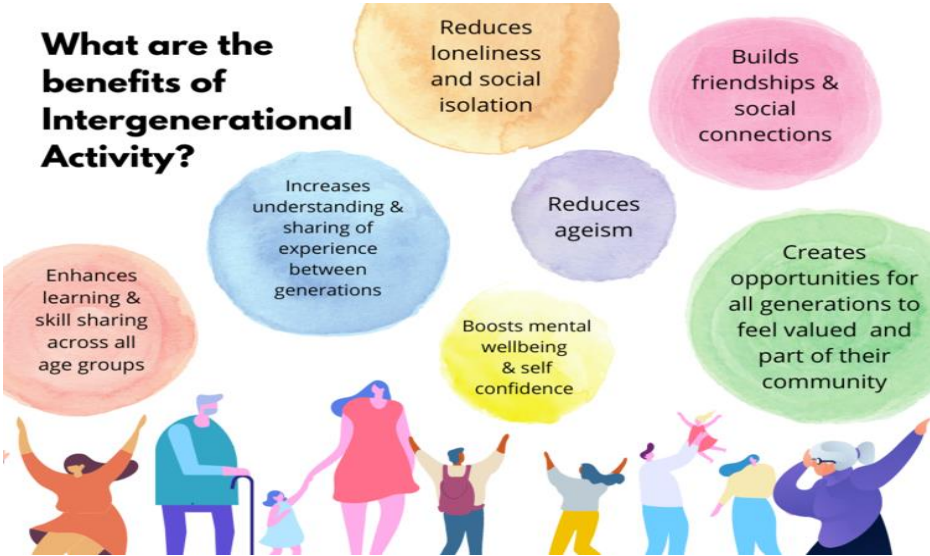 What are the
benefits of
Intergenerational
Activity?
Reduces
loneliness
and social
isolation
Builds
friendships &
social
connections
Increases
understanding &
sharing of
experience
between
generations
Reduces
ageism
Creates
opportunities for
all generations to
feel valued and
part of their
community
Enhances
learning &
skill sharing
across all
age groups
Boosts mental
wellbeing
& self
confidence